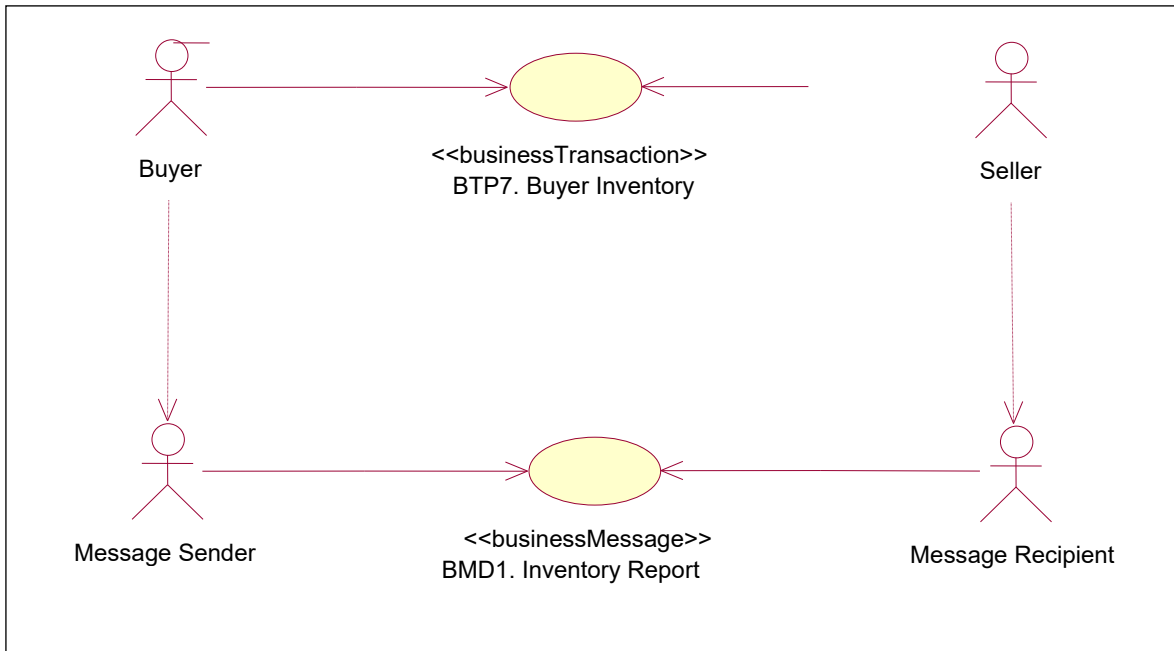 <<businessTransaction>>
BTP7. Buyer Inventory
Buyer
Seller
<<businessMessage>>
BMD1. Inventory Report
Message Sender
Message Recipient